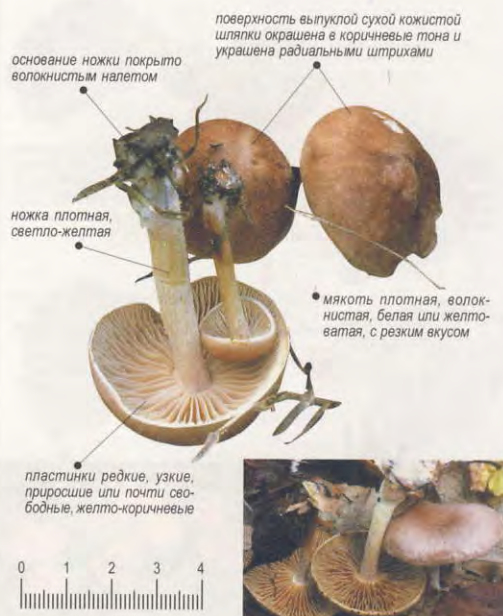 поверхность выпуклой сухой кожистой
шляпки окрашена в коричневые тона и
украшена радиальными штрихами
основание ножки покрыто
волокнистым налетом
ножка плотная,
светло-желтая
мякоть плотная, волок-
нистая, белая или желто-
ватая, с резким вкусом
пластинки редкие, узкие,
приросшие или почти сво-
бодные, желто-коричневые
0 1 2 3 4